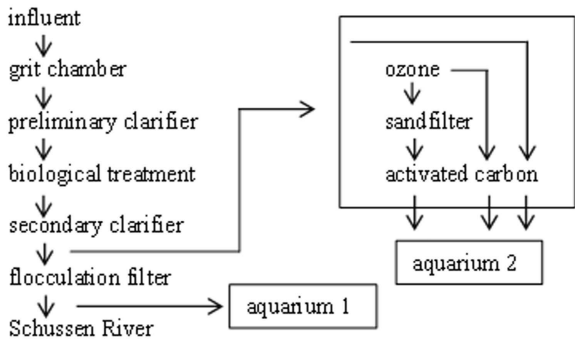 influent
grit chamber
preliminary clarifier
biological treatment
secondary clarifier
flocculation filter
Schussen River
aquarium 1
ozone
sandfilter
activated carbon
aquarium 2